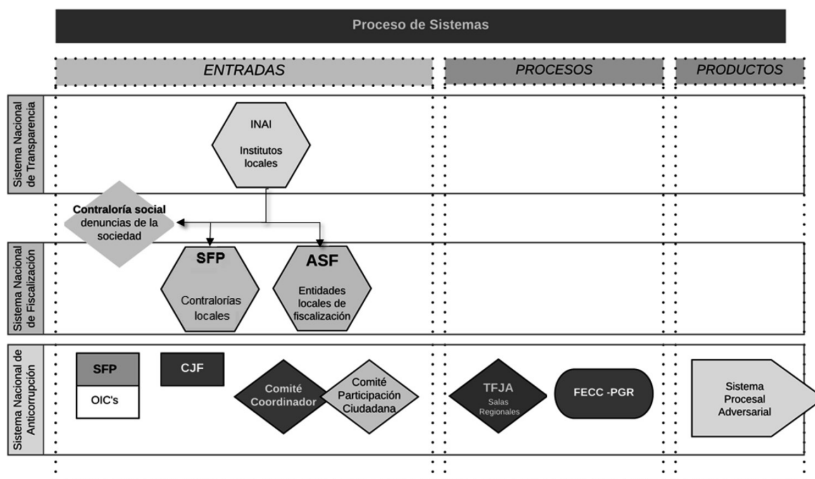 Proceso de Sistemas
ENTRADAS
PROCESOS
PRODUCTOS
Sistema Nacional
de Transparencia
INAI
Institutos
locales
Contraloría social
denuncias de la
sociedad
Sistema Nacional
de Fiscalización
SFP
Contralorías
locales
ASF
Entidades
locales de
fiscalización
Sistema Nacional de
Anticorrupción
SFP
OIC's
CJF
Comité
Coordinador
Comité
Participación
Ciudadana
TFJA
Salas
Regionales
FECC -PGR
Sistema
Procesal
Adversarial